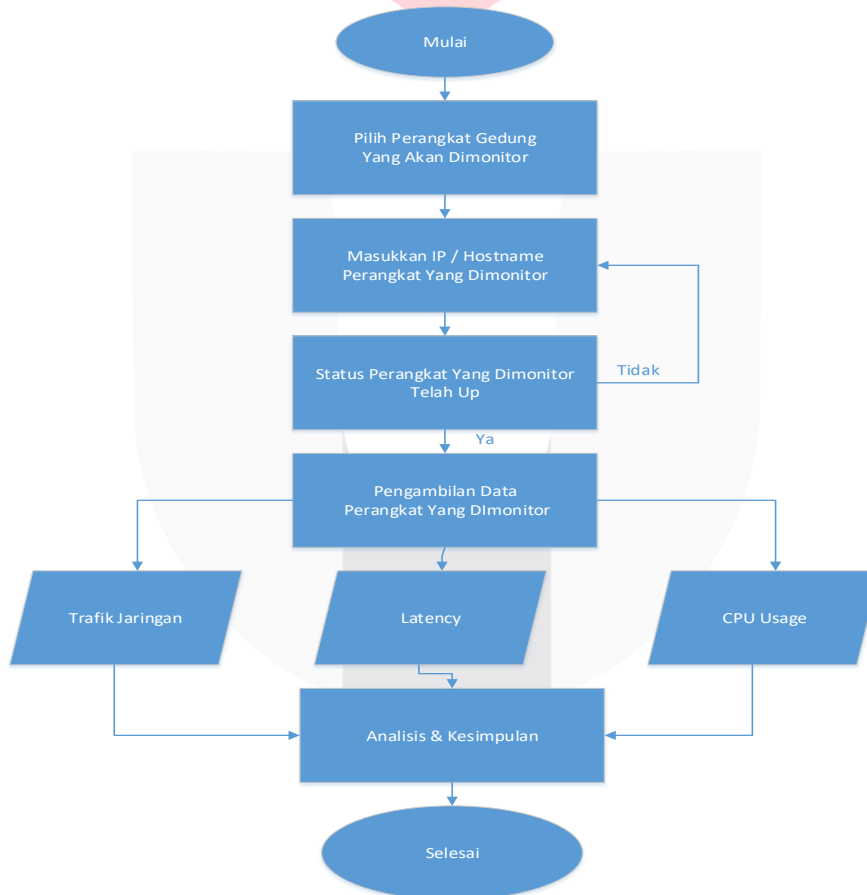 Mulai
Pilih Perangkat Gedung
Yang Akan Dimonitor
Masukkan IP / Hostname
Perangkat Yang Dimonitor
Status Perangkat Yang Dimonitor
Telah Up
Tidak
Ya
Pengambilan Data
Perangkat Yang DImonitor
Trafik Jaringan
Latency
CPU Usage
Analisis & Kesimpulan
Selesai